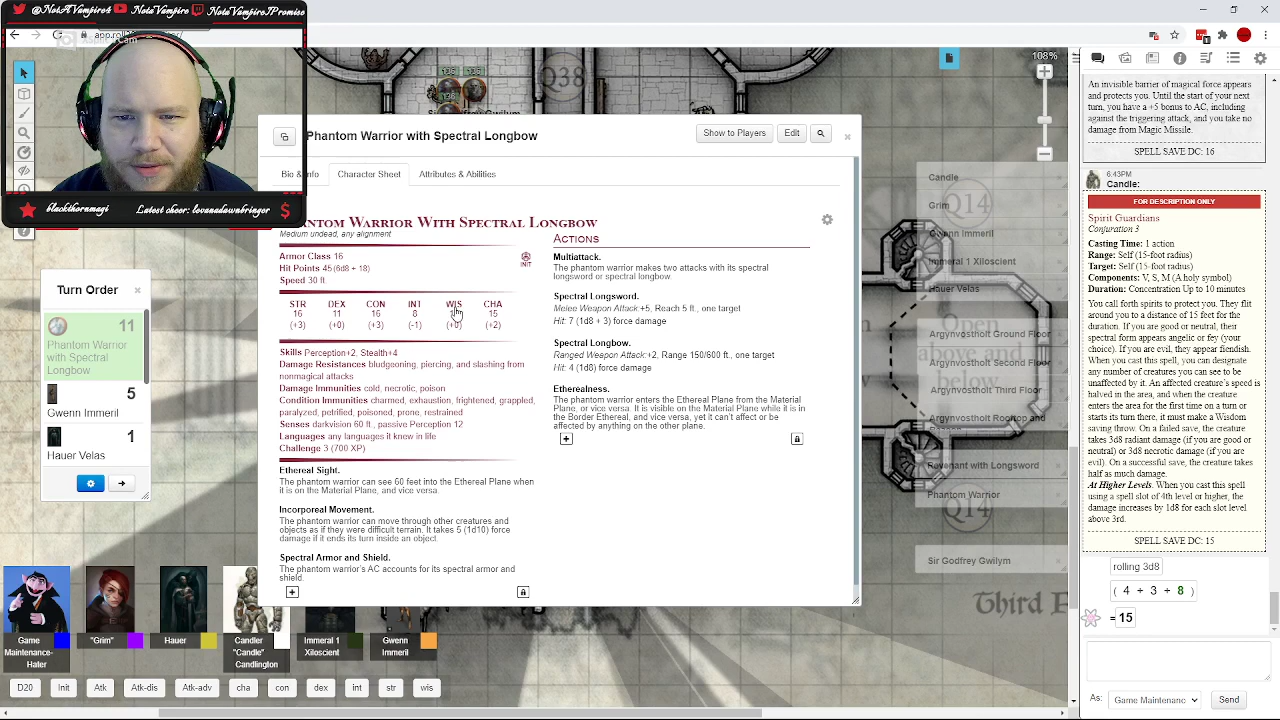 @NotAVampire4 NotaVampire NotaVampireIPromise
app.roll
108%
Q38
136 136
136
Phantom Warrior with Spectral Longbow
Show to Players
Edit
Bio & Info
Character Sheet
Attributes & Abilities
blackthornmagi
Latest cheer: lovanadawnbringer
Phantom Warrior With Spectral Longbow
Medium undead, any alignment
Armor Class 16
Hit Points 45 (6d8 + 18)
Speed 30 ft.
INIT
STR DEX CON INT WIS CHA
16 11 16 8 15
(+3) (+0) (+3) (-1) (+0) (+2)
Skills Perception+2, Stealth+4
Damage Resistances bludgeoning, piercing, and slashing from
nonmagical attacks
Damage Immunities cold, necrotic, poison
Condition Immunities charmed, exhaustion, frightened, grappled,
paralyzed, petrified, poisoned, prone, restrained
Senses darkvision 60 ft., passive Perception 12
Languages any languages it knew in life
Challenge 3 (700 XP)
Ethereal Sight.
The phantom warrior can see 60 feet into the Ethereal Plane when
it is on the Material Plane, and vice versa.
Incorporeal Movement.
The phantom warrior can move through other creatures and
objects as if they were difficult terrain. It takes 5 (1d10) force
damage if it ends its turn inside an object.
Spectral Armor and Shield.
The phantom warrior's AC accounts for its spectral armor and
shield.
Actions
Multiattack.
The phantom warrior makes two attacks with its spectral
longsword or spectral longbow.
Spectral Longsword.
Melee Weapon Attack:+5, Reach 5 ft., one target
Hit: 7 (1d8 + 3) force damage
Spectral Longbow.
Ranged Weapon Attack:+2, Range 150/600 ft., one target
Hit: 4 (1d8) force damage
Etherealness.
The phantom warrior enters the Ethereal Plane from the Material
Plane, or vice versa. It is visible on the Material Plane while it is in
the Border Ethereal, and vice versa, yet it can't affect or be
affected by anything on the other plane.
Turn Order
11
Phantom Warrior
with Spectral
Longbow
5
Gwenn Immeril
1
Hauer Velas
Candle
Grim
Q14
Gwenn Immeril
Immeril 1 Xiloscient
Hauer Velas
Argynvostholt Ground Floor
Open
Argynvostholt Second Floor
above and
below
Argynvostholt Third Floor
Argynvostholt Rooftop and
Revenant with Longsword
Phantom Warrior
Q14
Sir Godfrey Gwilym
Third
Game
Maintenance-
Hater
"Grim"
Hauer
Candler
"Candle"
Candlington
Immeral 1
Xiloscient
Gwenn
Immeril
D20 Init Atk Atk-dis Atk-adv cha con dex int str wis
An invisible barrier of magical force appears
and protects you. Until the start of your next
turn, you have a +5 bonus to AC, including
against the triggering attack, and you take no
damage from Magic Missile.
SPELL SAVE DC: 16
6:43PM
Candle:
FOR DESCRIPTION ONLY
Spirit Guardians
Conjuration 3
Casting Time: 1 action
Range: Self (15-foot radius)
Target: Self (15-foot radius)
Components: V, S, M (A holy symbol)
Duration: Concentration Up to 10
minutes
You call forth spirits to protect you. They flit
around you to a distance of 15 feet for the
duration. If you are good or neutral, their
spectral form appears angelic or fey (your
choice). If you are evil, they appear fiendish.
When you cast this spell, you can designate
any number of creatures you can see to be
unaffected by it. An affected creature's speed is
halved in the area, and when the creature
enters the area for the first time on a turn or
starts its turn there, it must make a Wisdom
saving throw. On a failed save, the creature
takes 3d8 radiant damage (if you are good or
neutral) or 3d8 necrotic damage (if you are
evil). On a successful save, the creature takes
half as much damage.
At Higher Levels. When you cast this spell
using a spell slot of 4th level or higher, the
damage increases by 1d8 for each slot level
above 3rd.
SPELL SAVE DC: 15
rolling 3d8
( 4 + 3 + 8 )
=15
As:
Game Maintenanc
Send